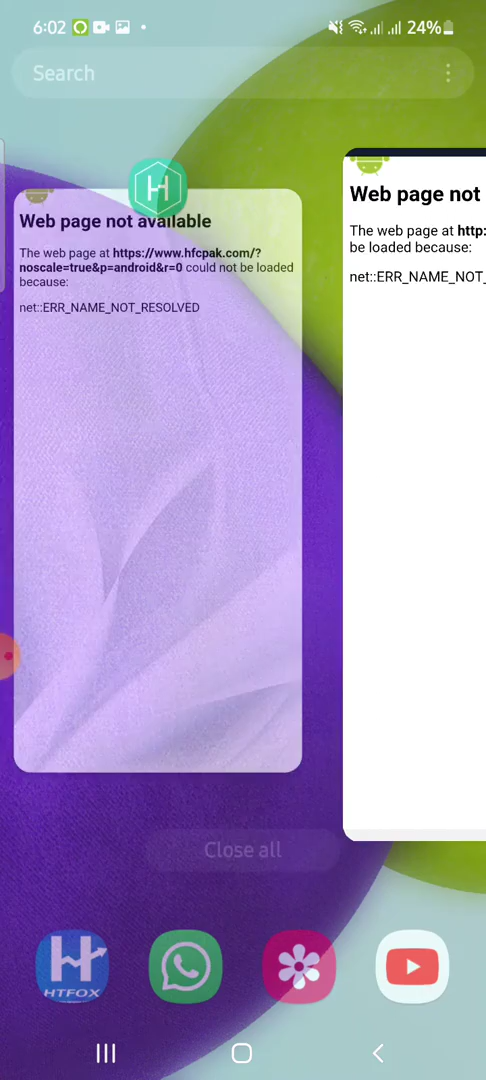 6:02
24%
Search
Web page not available
The web page at https://www.hfcpak.com/?
noscale=true&p=android&r=0 could not be loaded
because:
net::ERR_NAME_NOT_RESOLVED
Web page not
The web page at http:
be loaded because:
net::ERR_NAME_NOT_
Close all
HTFOX